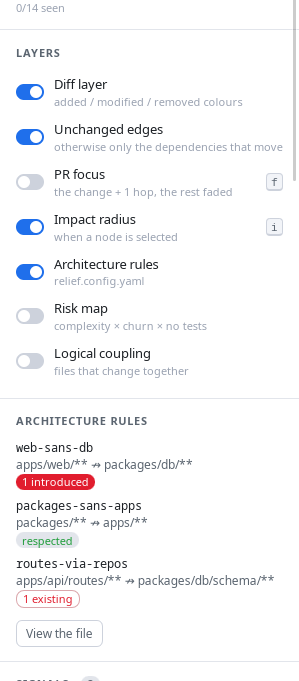 0/14 seen
LAYERS
Diff layer
added / modified / removed colours
Unchanged edges
otherwise only the dependencies that move
PR focus
the change + 1 hop, the rest faded
f
Impact radius
when a node is selected
i
Architecture rules
relief.config.yaml
Risk map
complexity × churn × no tests
Logical coupling
files that change together
ARCHITECTURE RULES
web-sans-db
apps/web/** ↛ packages/db/**
1 introduced
packages-sans-apps
packages/** ↛ apps/**
respected
routes-via-repos
apps/api/routes/** ↛ packages/db/schema/**
1 existing
View the file